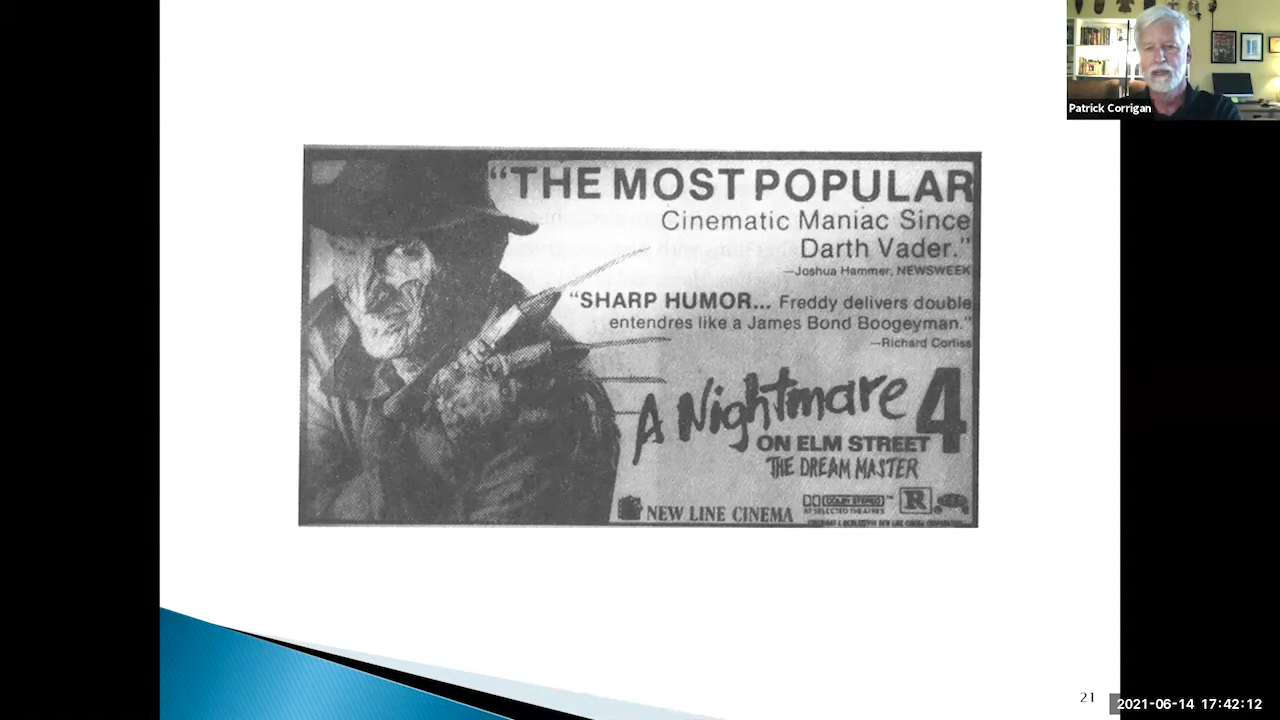 Patrick Corrigan
“THE MOST POPULAR
Cinematic Maniac Since
Darth Vader.”
—Joshua Hammer, NEWSWEEK
“SHARP HUMOR... Freddy delivers double
entendres like a James Bond Boogeyman.”
—Richard Corliss
A Nightmare 4
ON ELM STREET
THE DREAM MASTER
NEW LINE CINEMA
DOLBY STEREO™
IN SELECTED THEATRES
R
21
2021-06-14 17:42:12